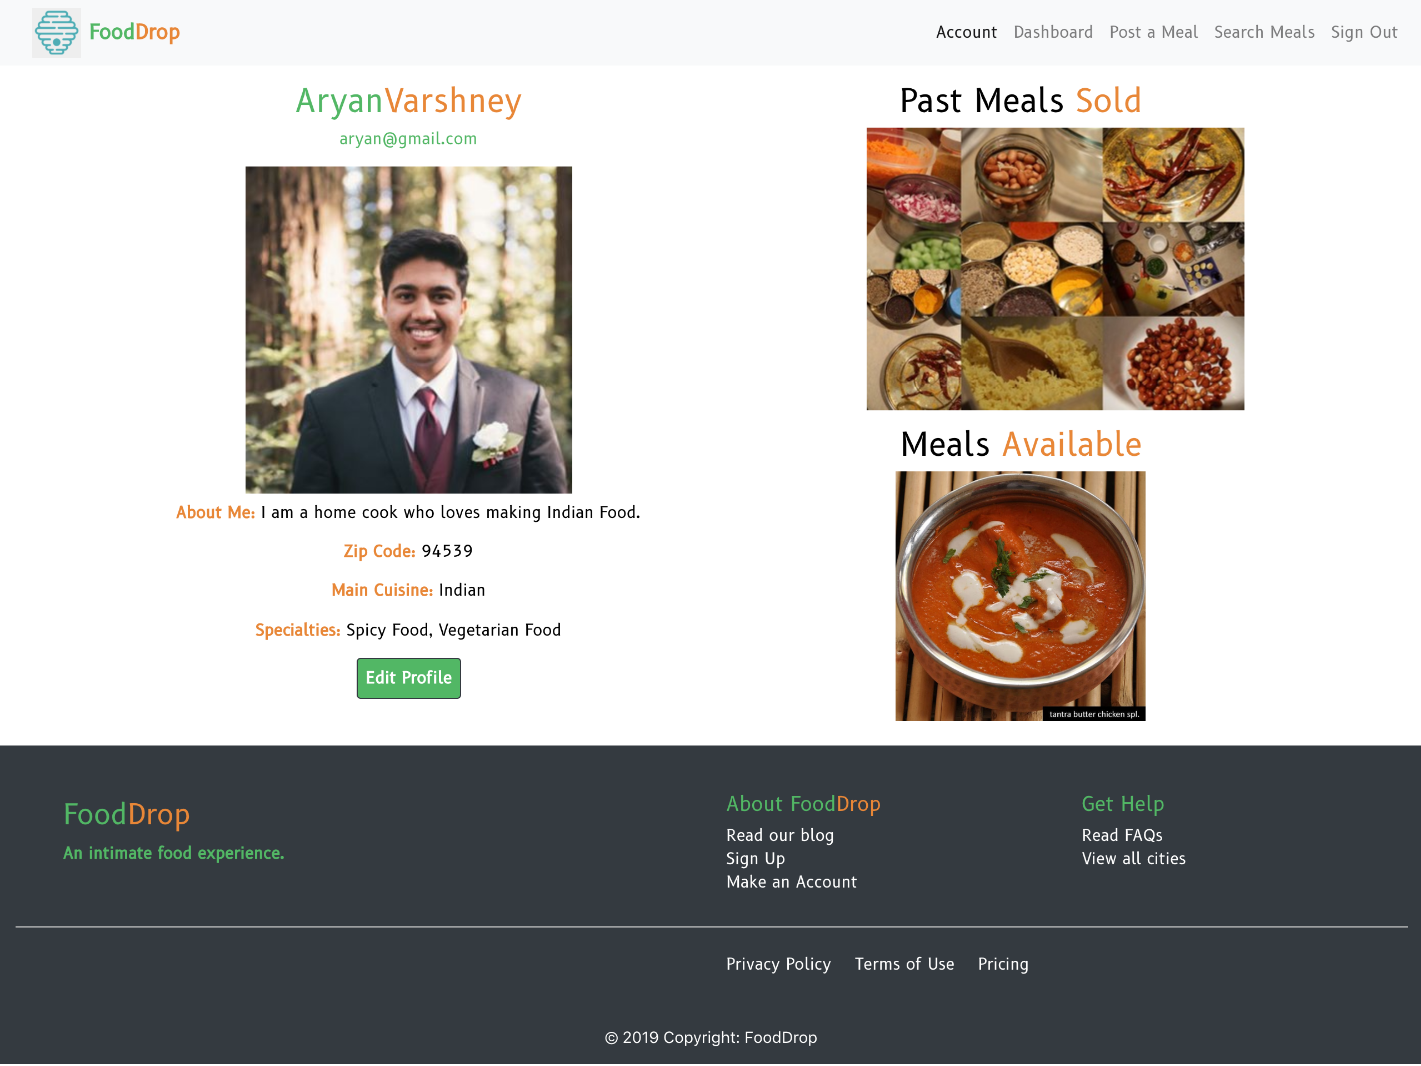 FoodDrop
Account Dashboard Post a Meal Search Meals Sign Out
AryanVarshney
aryan@gmail.com
About Me: I am a home cook who loves making Indian Food.
Zip Code: 94539
Main Cuisine: Indian
Specialties: Spicy Food, Vegetarian Food
Edit Profile
Past Meals Sold
Meals Available
tantra butter chicken spl.
FoodDrop
An intimate food experience.
About FoodDrop
Read our blog
Sign Up
Make an Account
Get Help
Read FAQs
View all cities
Privacy Policy Terms of Use Pricing
© 2019 Copyright: FoodDrop